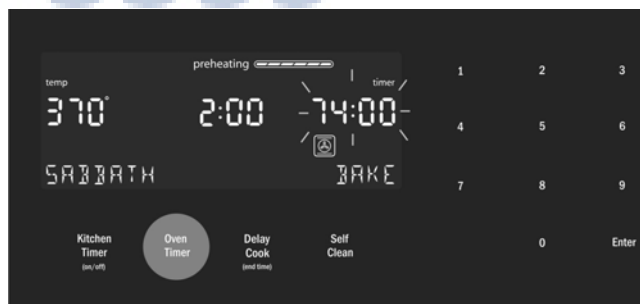 preheating
temp timer
370° 2:00 74:00
SABBATH BAKE
1 2 3
4 5 6
7 8 9
0 Enter
Kitchen Timer (on/off)
Oven Timer
Delay Cook (end time)
Self Clean